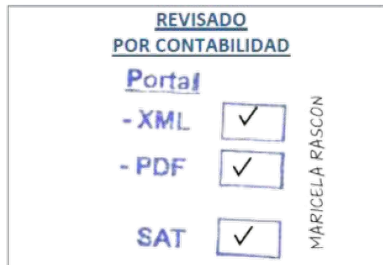 REVISADO
POR CONTABILIDAD
Portal
- XML ✓
- PDF ✓
SAT ✓
MARICELA RASCON